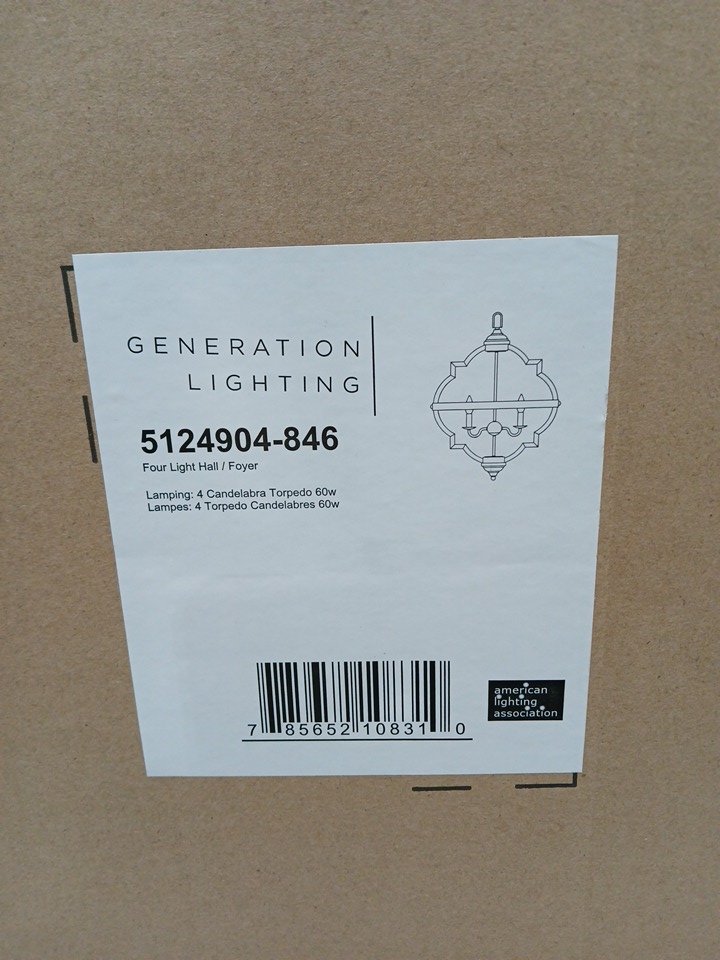 GENERATION
LIGHTING
5124904-846
Four Light Hall / Foyer
Lamping: 4 Candelabra Torpedo 60w
Lampes: 4 Torpedo Candelabres 60w
7 85652 10831 0
american
lighting
association